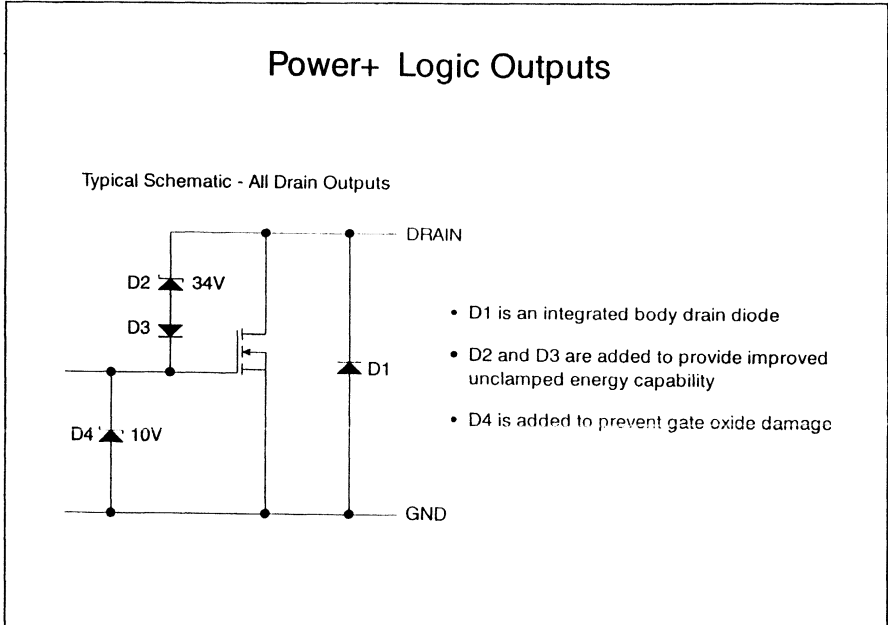 Power+ Logic Outputs
Typical Schematic - All Drain Outputs
DRAIN
D2 34V
D3
D1
D4 10V
GND
• D1 is an integrated body drain diode
• D2 and D3 are added to provide improved
unclamped energy capability
• D4 is added to prevent gate oxide damage